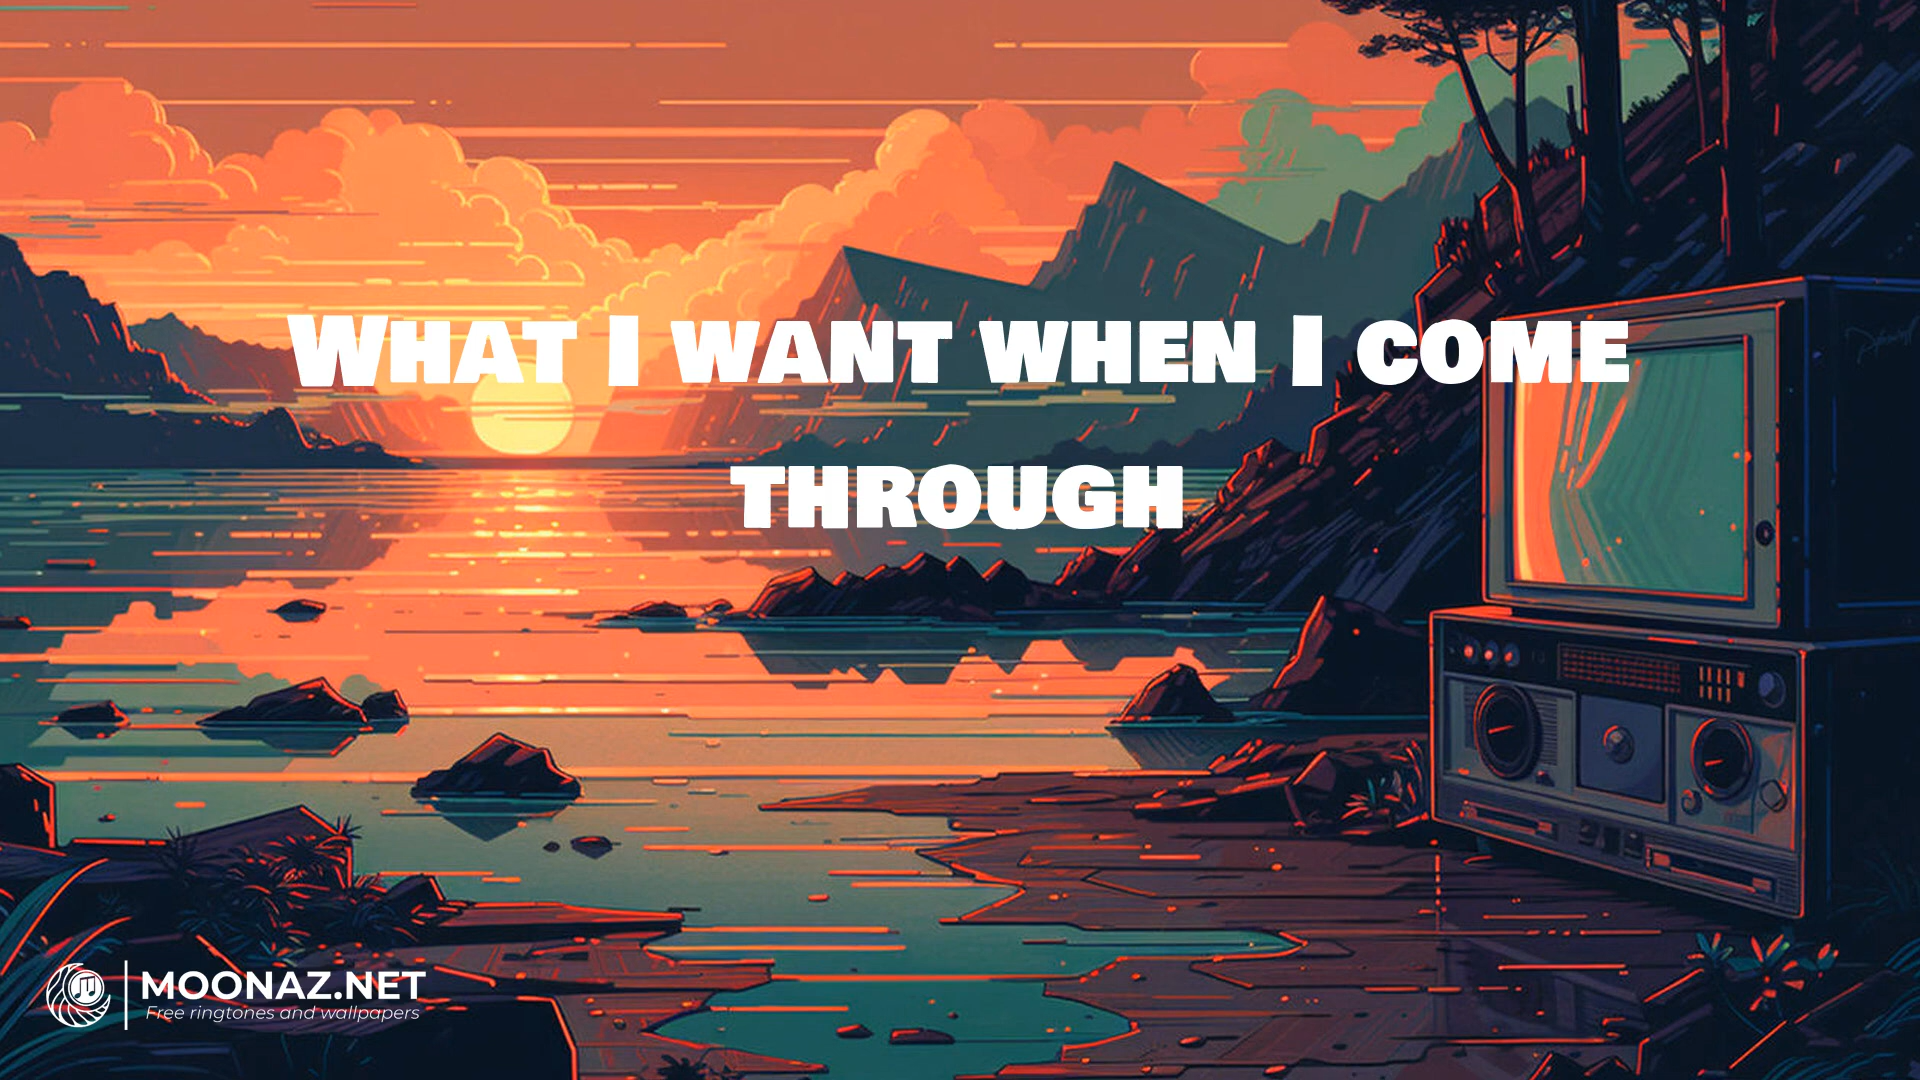 What I want when I come
through
MOONAZ.NET
Free ringtones and wallpapers